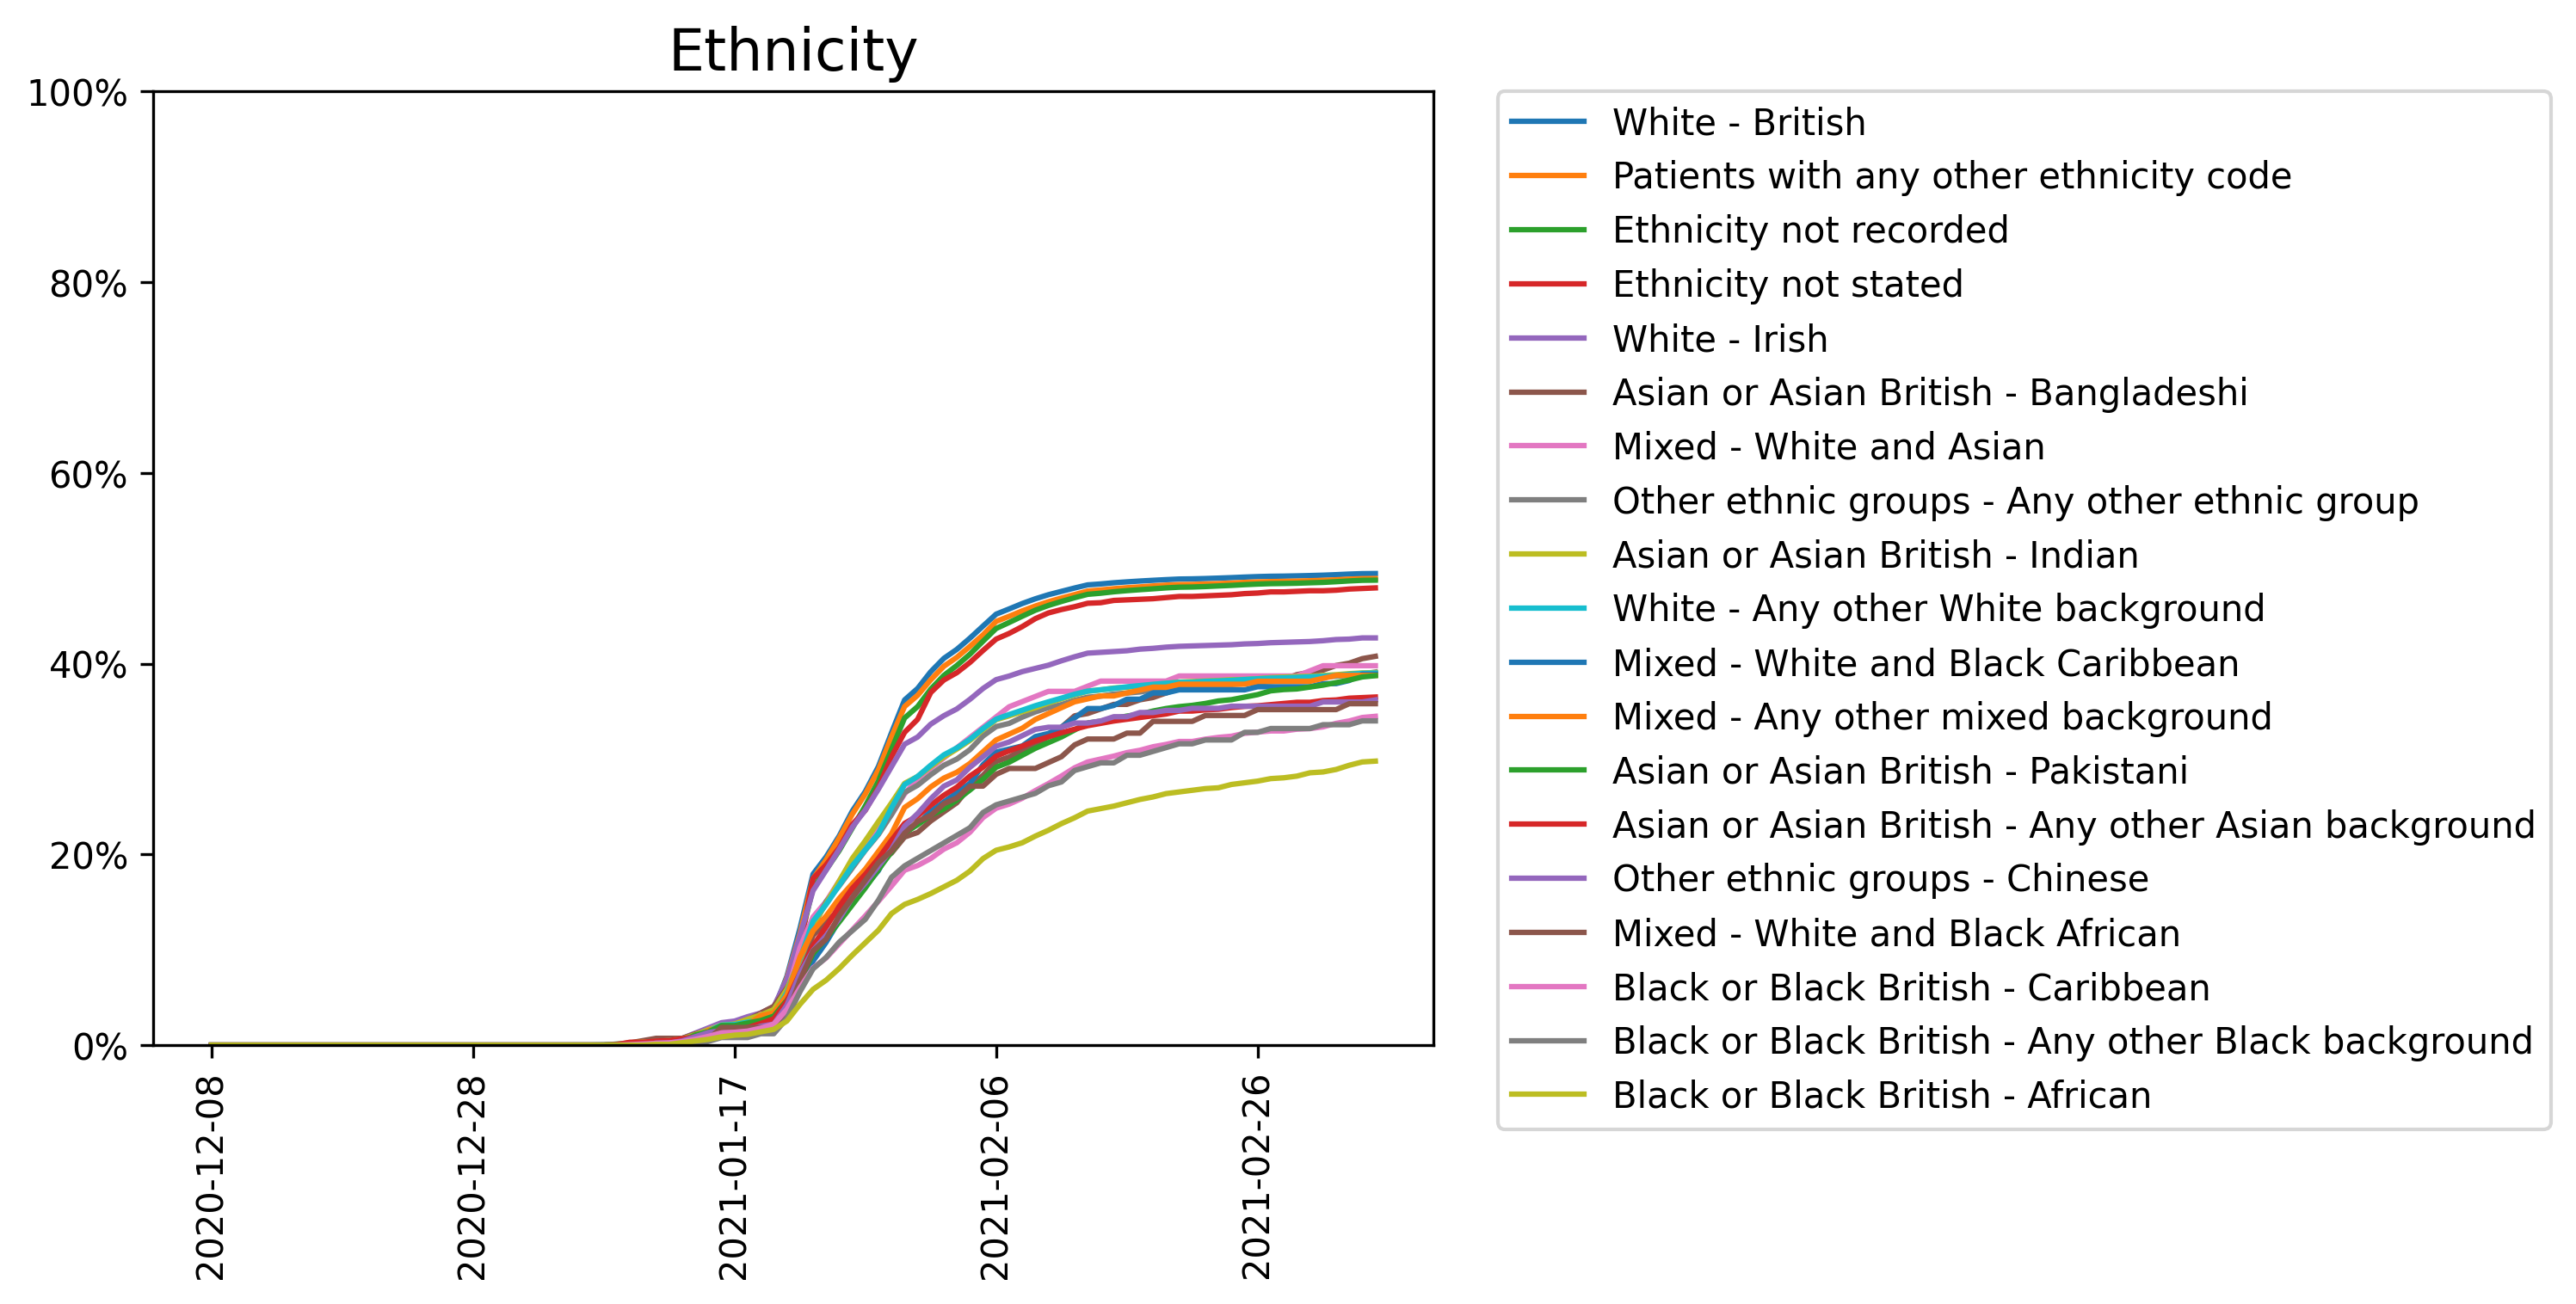 Ethnicity
100%
80%
60%
40%
20%
0%
2020-12-08
2020-12-28
2021-01-17
2021-02-06
2021-02-26
White - British
Patients with any other ethnicity code
Ethnicity not recorded
Ethnicity not stated
White - Irish
Asian or Asian British - Bangladeshi
Mixed - White and Asian
Other ethnic groups - Any other ethnic group
Asian or Asian British - Indian
White - Any other White background
Mixed - White and Black Caribbean
Mixed - Any other mixed background
Asian or Asian British - Pakistani
Asian or Asian British - Any other Asian background
Other ethnic groups - Chinese
Mixed - White and Black African
Black or Black British - Caribbean
Black or Black British - Any other Black background
Black or Black British - African